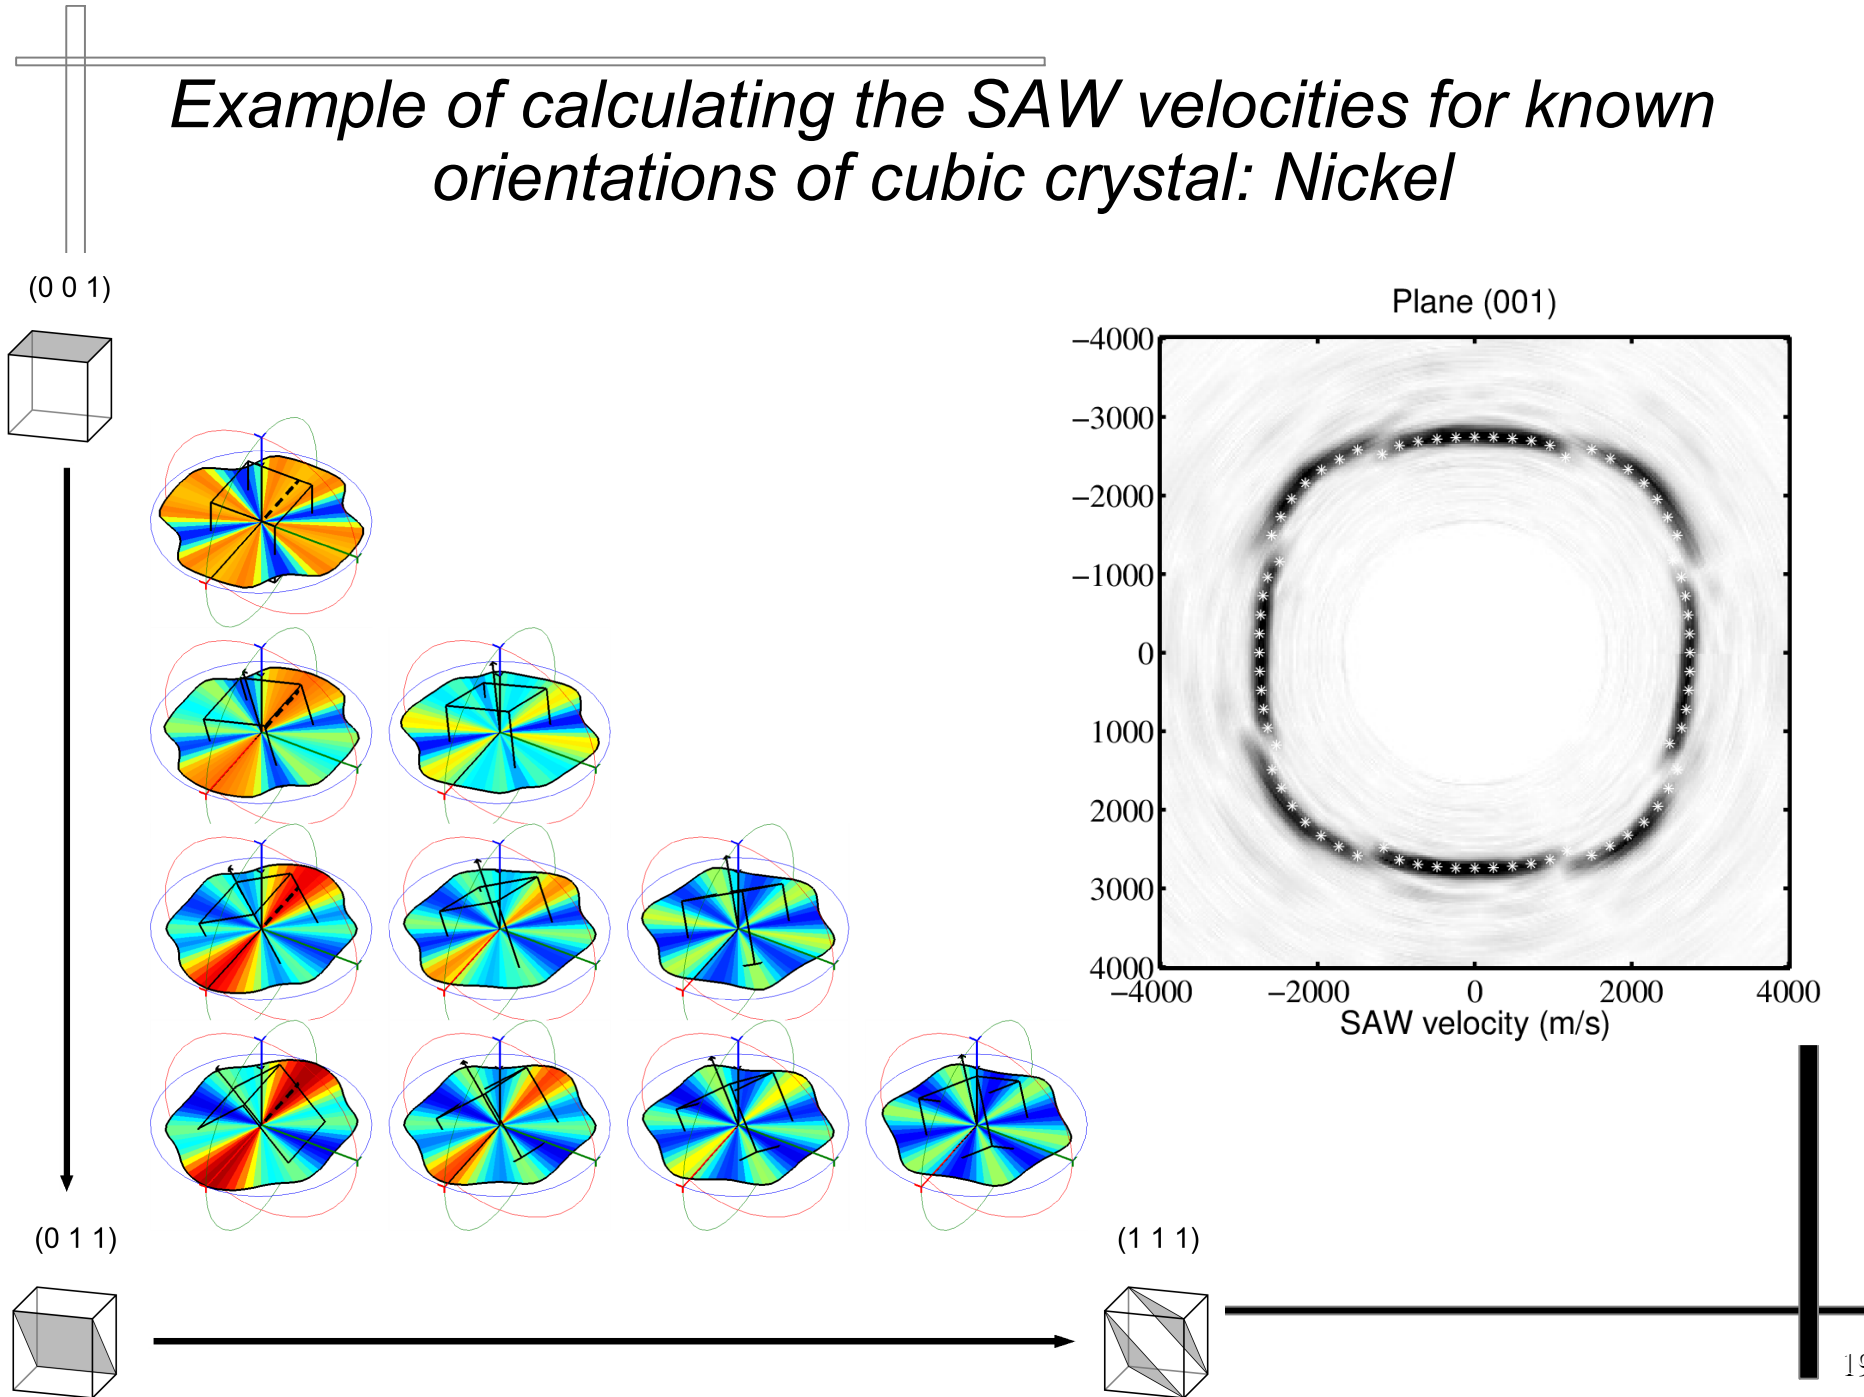 Example of calculating the SAW velocities for known
orientations of cubic crystal: Nickel
(0 0 1)
Plane (001)
−4000
−3000
−2000
−1000
0
1000
2000
3000
4000
−4000 −2000 0 2000 4000
SAW velocity (m/s)
(0 1 1)
(1 1 1)